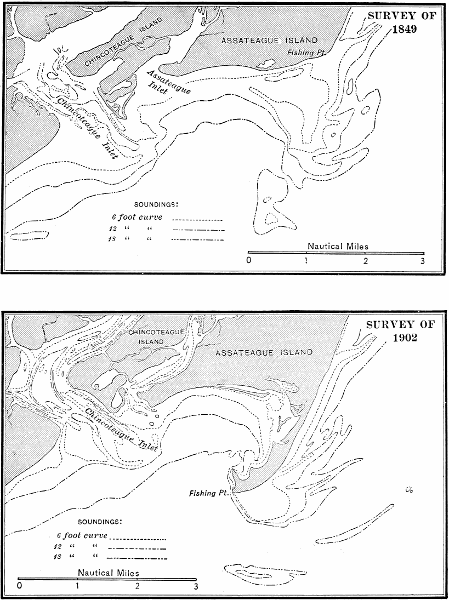 SURVEY OF
1849
CHINCOTEAGUE ISLAND
ASSATEAGUE ISLAND
Fishing Pt.
Assateague
Inlet
Chincoteague Inlet
SOUNDINGS:
6 foot curve
12 " "
18 " "
Nautical Miles
0 1 2 3
SURVEY OF
1902
CHINCOTEAGUE
ISLAND
ASSATEAGUE ISLAND
Chincoteague Inlet
Fishing Pt.
SOUNDINGS:
6 foot curve
12 " "
18 " "
Nautical Miles
0 1 2 3